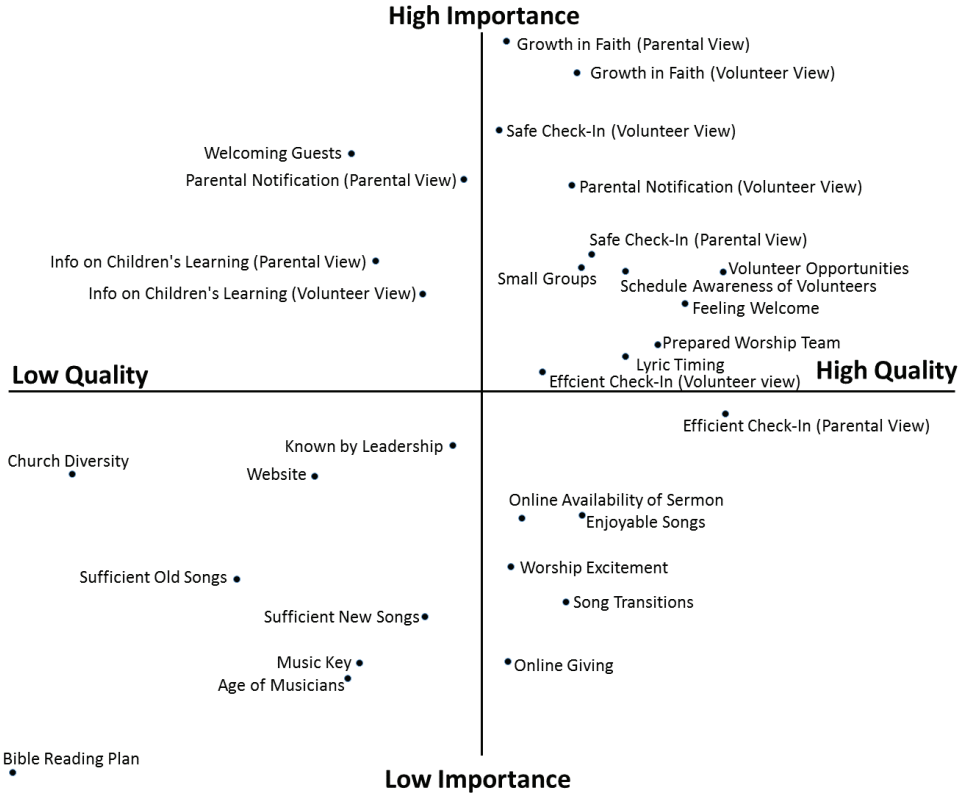 High Importance
Growth in Faith (Parental View)
Growth in Faith (Volunteer View)
Safe Check-In (Volunteer View)
Welcoming Guests
Parental Notification (Parental View)
Parental Notification (Volunteer View)
Safe Check-In (Parental View)
Info on Children's Learning (Parental View)
Volunteer Opportunities
Small Groups
Schedule Awareness of Volunteers
Info on Children's Learning (Volunteer View)
Feeling Welcome
Prepared Worship Team
Lyric Timing
Low Quality
High Quality
Effcient Check-In (Volunteer view)
Efficient Check-In (Parental View)
Known by Leadership
Church Diversity
Website
Online Availability of Sermon
Enjoyable Songs
Worship Excitement
Sufficient Old Songs
Song Transitions
Sufficient New Songs
Music Key
Online Giving
Age of Musicians
Bible Reading Plan
Low Importance